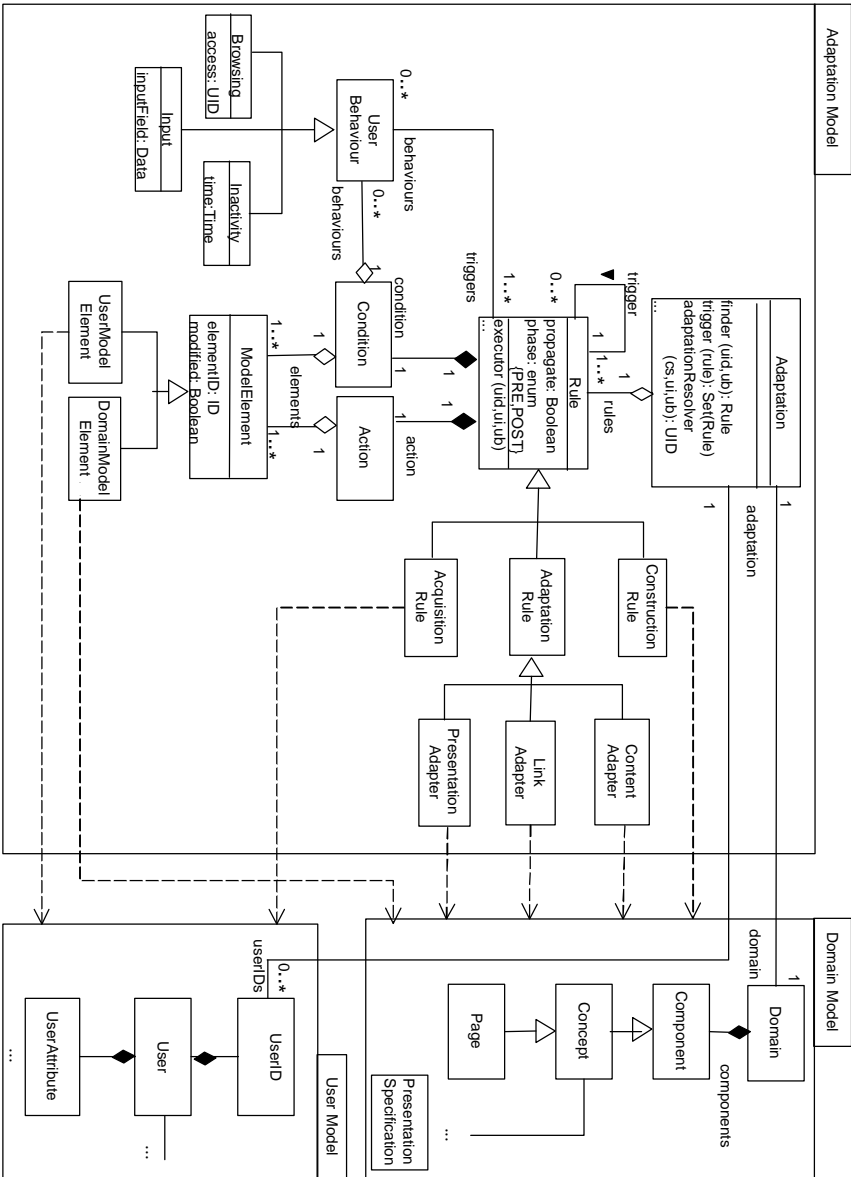 Adaptation Model
Adaptation
finder (uid,ub): Rule
trigger (rule): Set(Rule)
adaptationResolver
(cs,ui,ub): UID
...
1
1
adaptation
1
rules
1..*
trigger
1
0..*
Rule
propagate: Boolean
phase: enum
{PRE,POST}
executor (uid,ui,ub)
...
1..*
triggers
behaviours
0..*
User
Behaviour
0..*
behaviours
1
Browsing
access: UID
Input
inputField: Data
Inactivity
time:Time
condition
1
1
Condition
1
action
1
Action
1
1
1..*
elements
1..*
ModelElement
elementID: ID
modified: Boolean
UserModel
Element
DomainModel
Element
Construction
Rule
Adaptation
Rule
Acquisition
Rule
Content
Adapter
Link
Adapter
Presentation
Adapter
Domain Model
domain
1
Domain
components
Component
Concept
Page
...
Presentation
Specification
User Model
0..*
userIDs
UserID
User
...
UserAttribute
...